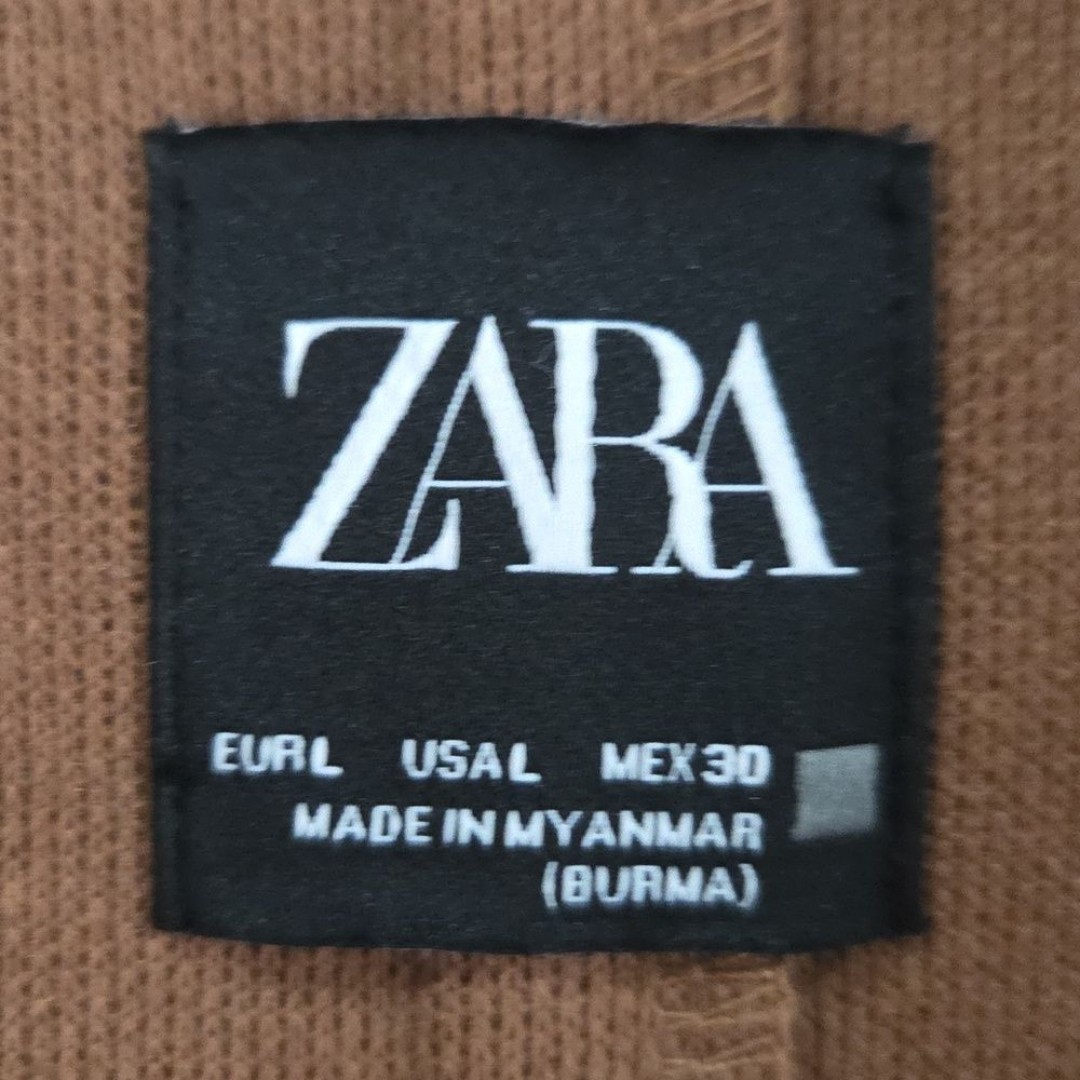 ZARA
EUR L USA L MEX 30
MADE IN MYANMAR
(BURMA)